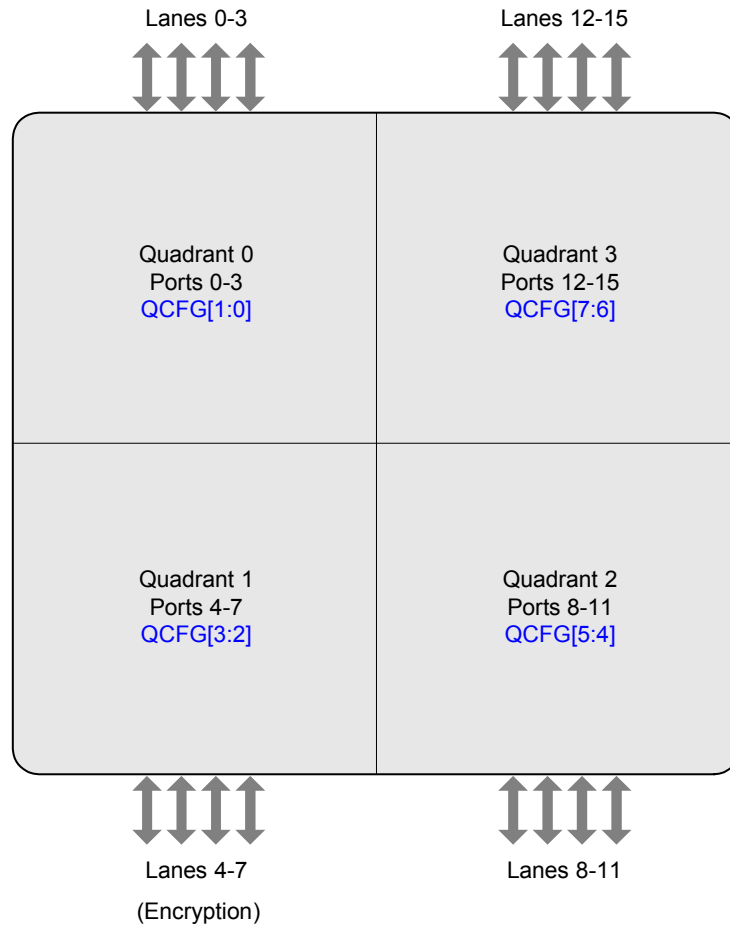 Lanes 0-3
Lanes 12-15
Quadrant 0
Ports 0-3
QCFG[1:0]
Quadrant 3
Ports 12-15
QCFG[7:6]
Quadrant 1
Ports 4-7
QCFG[3:2]
Quadrant 2
Ports 8-11
QCFG[5:4]
Lanes 4-7
(Encryption)
Lanes 8-11